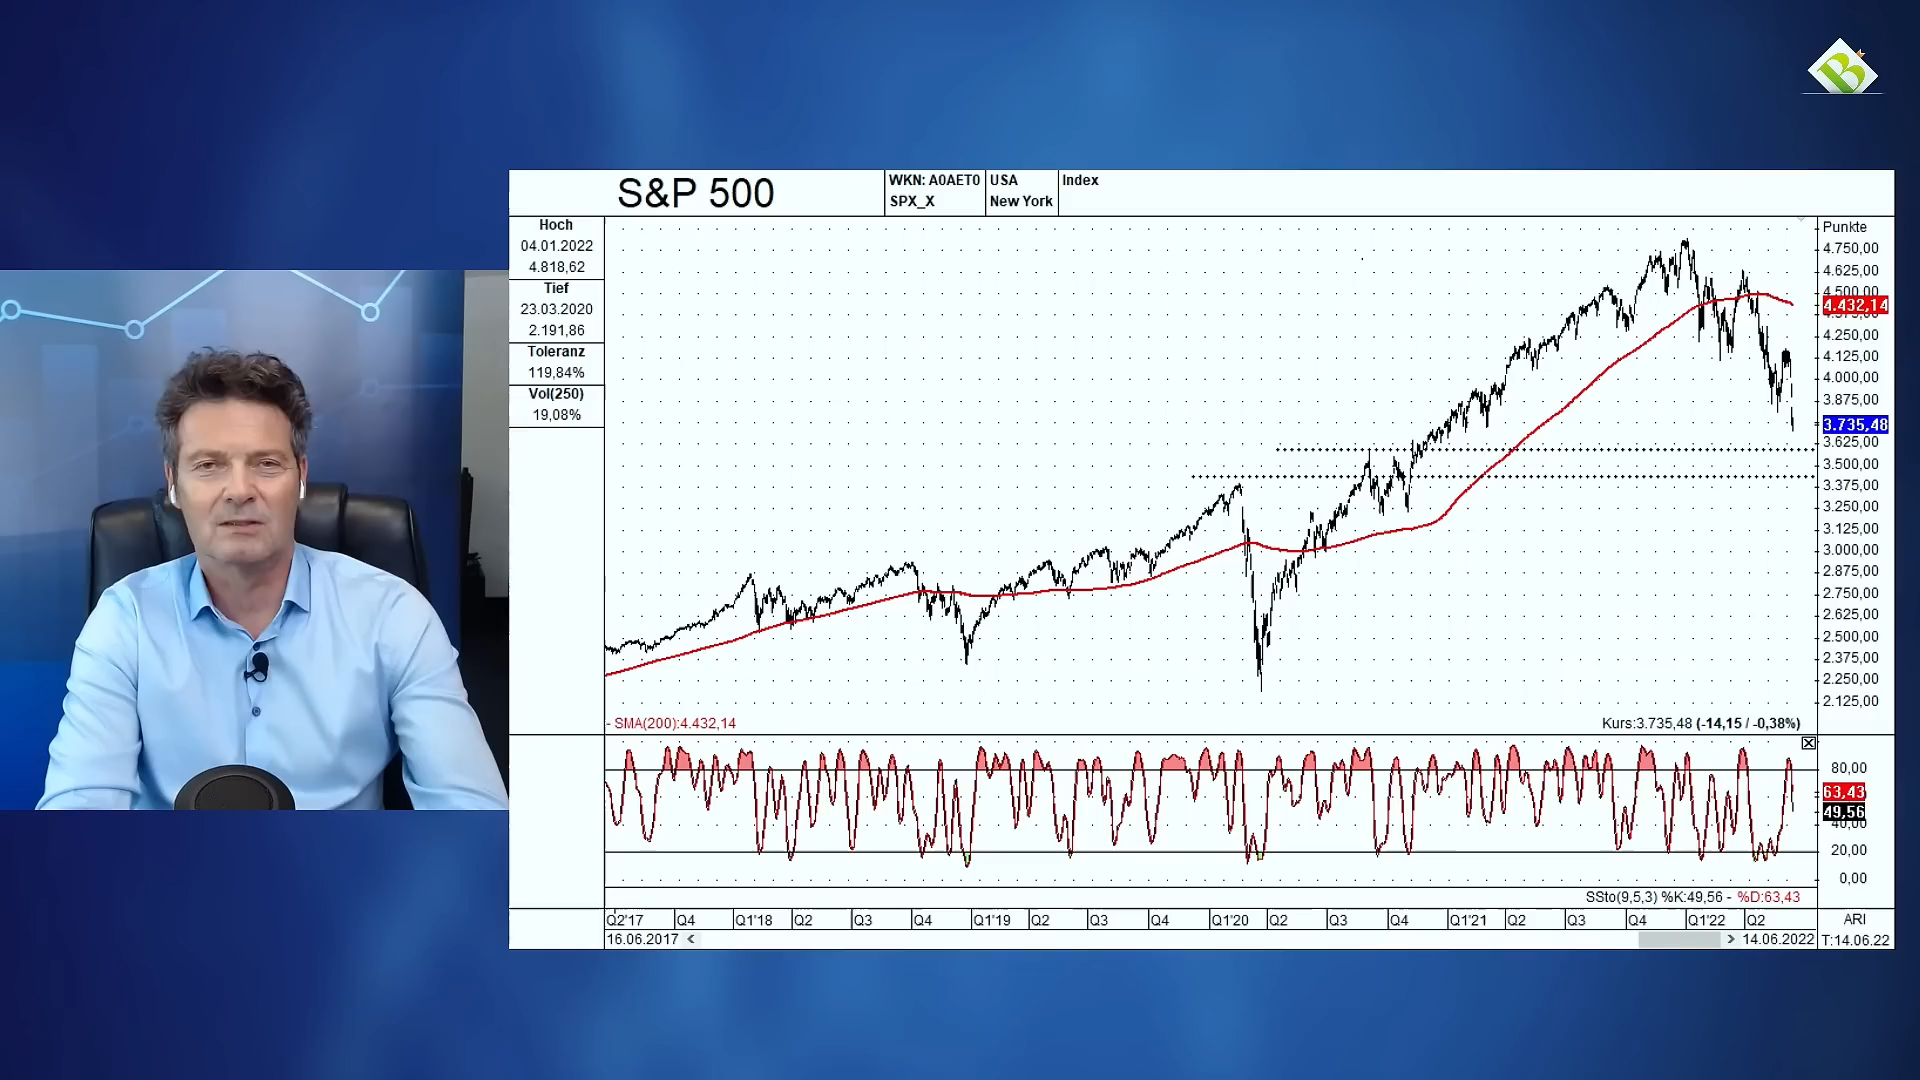 B
S&P 500
WKN: A0AET0
SPX_X
USA
New York
Index
Hoch
04.01.2022
4.818,62
Tief
23.03.2020
2.191,86
Toleranz
119,84%
Vol(250)
19,08%
Punkte
4.750,00
4.625,00
4.500,00
4.432,14
4.375,00
4.250,00
4.125,00
4.000,00
3.875,00
3.735,48
3.625,00
3.500,00
3.375,00
3.250,00
3.125,00
3.000,00
2.875,00
2.750,00
2.625,00
2.500,00
2.375,00
2.250,00
2.125,00
- SMA(200):4.432,14
Kurs:3.735,48 (-14,15 / -0,38%)
80,00
63,43
49,56
40,00
20,00
0,00
SSto(9,5,3) %K:49,56 - %D:63,43
Q2'17 Q4 Q1'18 Q2 Q3 Q4 Q1'19 Q2 Q3 Q4 Q1'20 Q2 Q3 Q4 Q1'21 Q2 Q3 Q4 Q1'22 Q2 ARI
16.06.2017 < > 14.06.2022 T:14.06.22